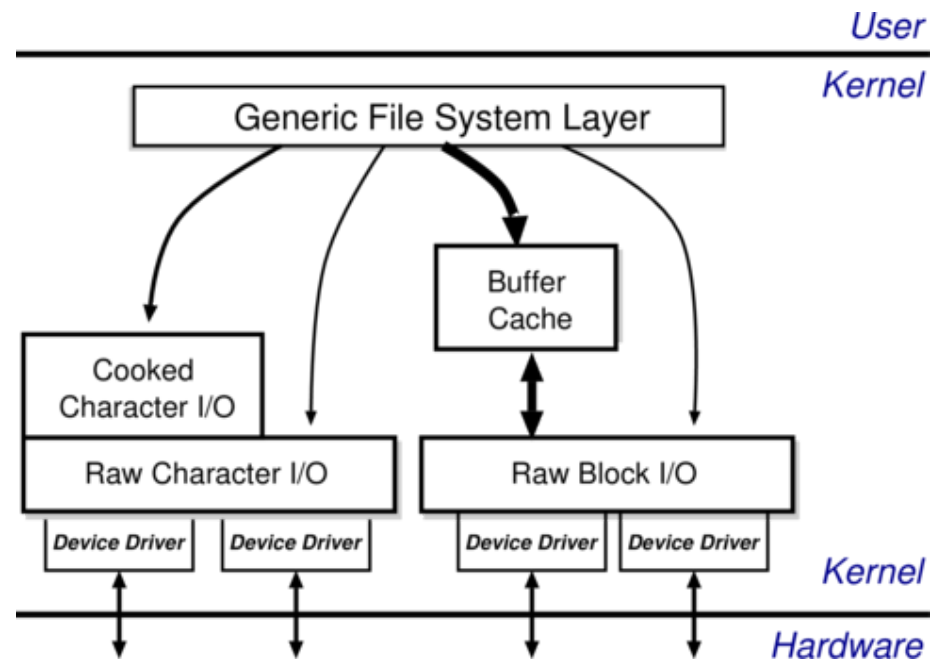 User
Kernel
Generic File System Layer
Buffer
Cache
Cooked
Character I/O
Raw Character I/O
Raw Block I/O
Device Driver
Device Driver
Device Driver
Device Driver
Kernel
Hardware